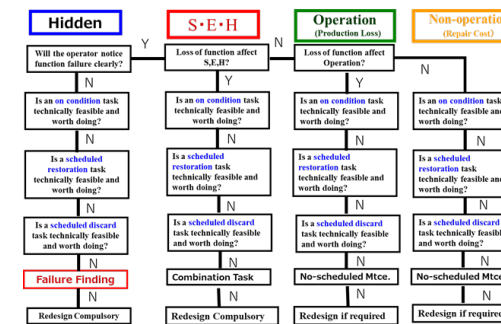 Hidden
Will the operator notice
function failure clearly?
N
Is an on condition task
technically feasible and
worth doing?
N
Is a scheduled
restoration task
technically feasible and
worth doing?
N
Is a scheduled discard
task technically feasible
and worth doing?
N
Failure Finding
N
Redesign Compulsory
Y
S・E・H
Loss of function affect
S,E,H?
Y
Is an on condition task
technically feasible and
worth doing?
N
Is a scheduled
restoration task
technically feasible and
worth doing?
N
Is a scheduled discard
task technically feasible
and worth doing?
N
Combination Task
N
Redesign Compulsory
N
Operation
(Production Loss)
Loss of function affect
Operation?
Y
Is an on condition task
technically feasible and
worth doing?
N
Is a scheduled
restoration task
technically feasible and
worth doing?
N
Is a scheduled discard
task technically feasible
and worth doing?
N
No-scheduled Mtce.
N
Redesign if required
N
Non-operatio
(Repair Cost)
Is an on condition task
technically feasible and
worth doing?
N
Is a scheduled
restoration task
technically feasible and
worth doing?
N
Is a scheduled discard
task technically feasible
and worth doing?
N
No-scheduled Mtce
N
Redesign if required